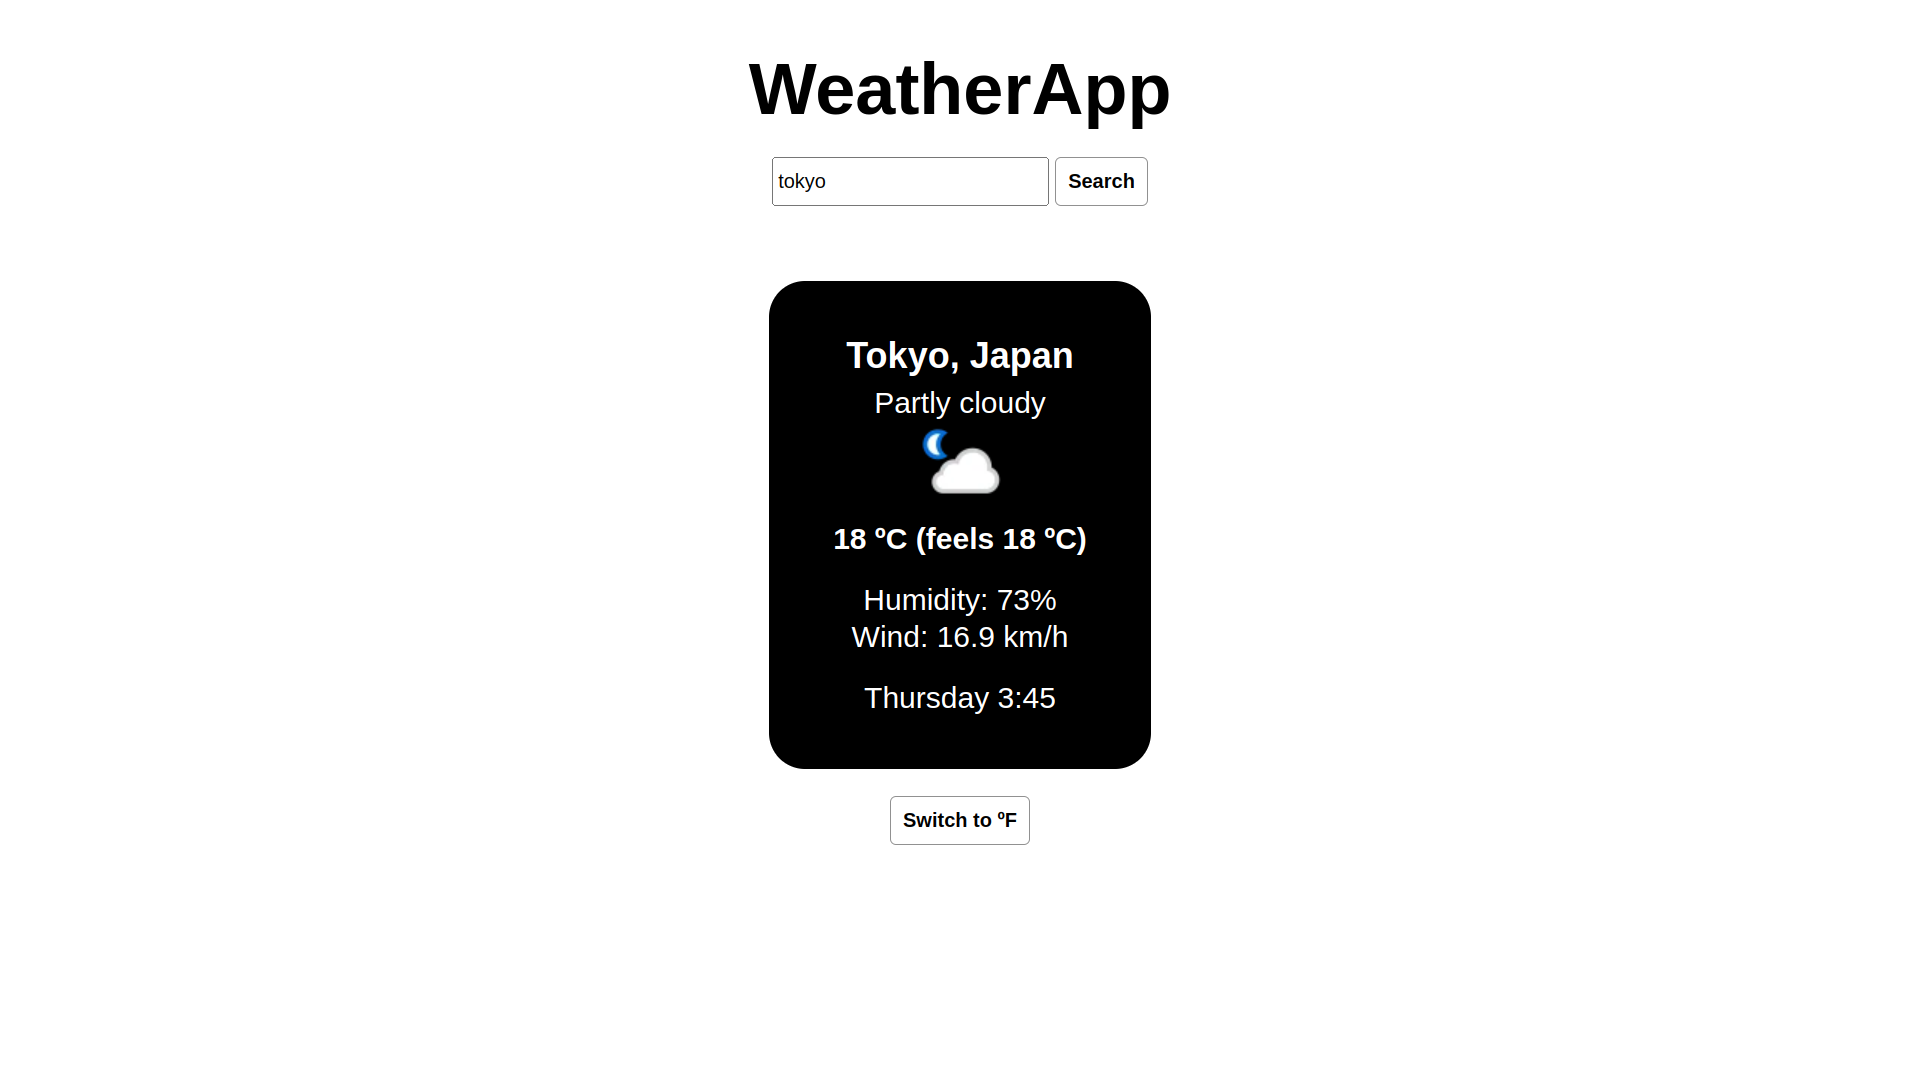 WeatherApp
tokyo
Search
Tokyo, Japan
Partly cloudy
18 ºC (feels 18 ºC)
Humidity: 73%
Wind: 16.9 km/h
Thursday 3:45
Switch to ºF